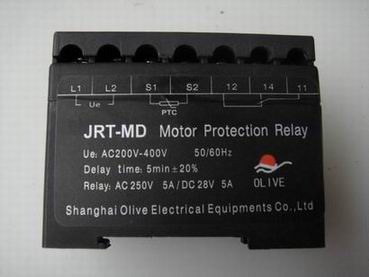 L1 L2 S1 S2 12 14 11
Ue PTC
JRT-MD Motor Protection Relay
Ue: AC200V-400V 50/60Hz
Delay time: 5min±20%
Relay: AC 250V 5A/DC 28V 5A
OLIVE
Shanghai Olive Electrical Equipments Co.,Ltd